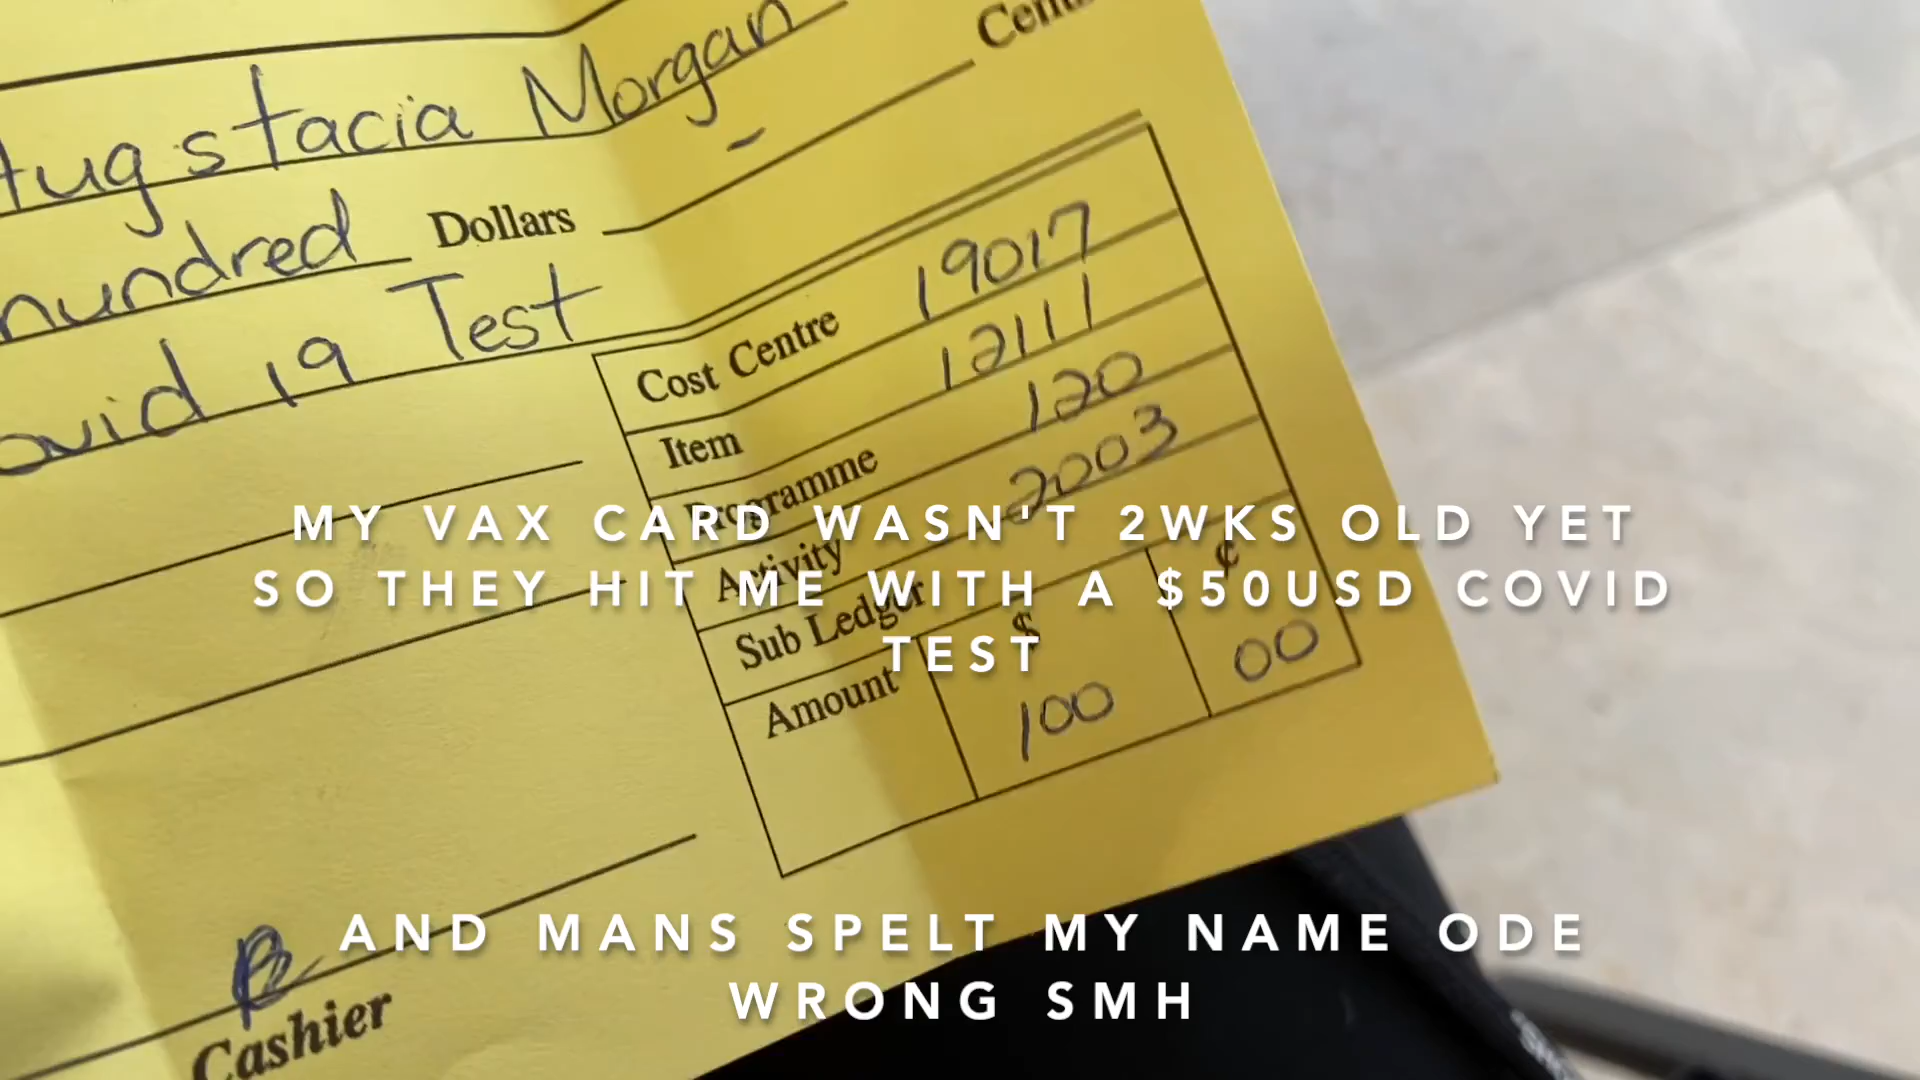 Cent
Augstacia Morgan
hundred Dollars -
ovid 19 Test
Cost Centre 19017
Item 12111
Programme 120
Activity 2003
Sub Ledger
$ ¢
Amount 100 00
Cashier
MY VAX CARD WASN'T 2WKS OLD YET
SO THEY HIT ME WITH A $50USD COVID
TEST
AND MANS SPELT MY NAME ODE
WRONG SMH